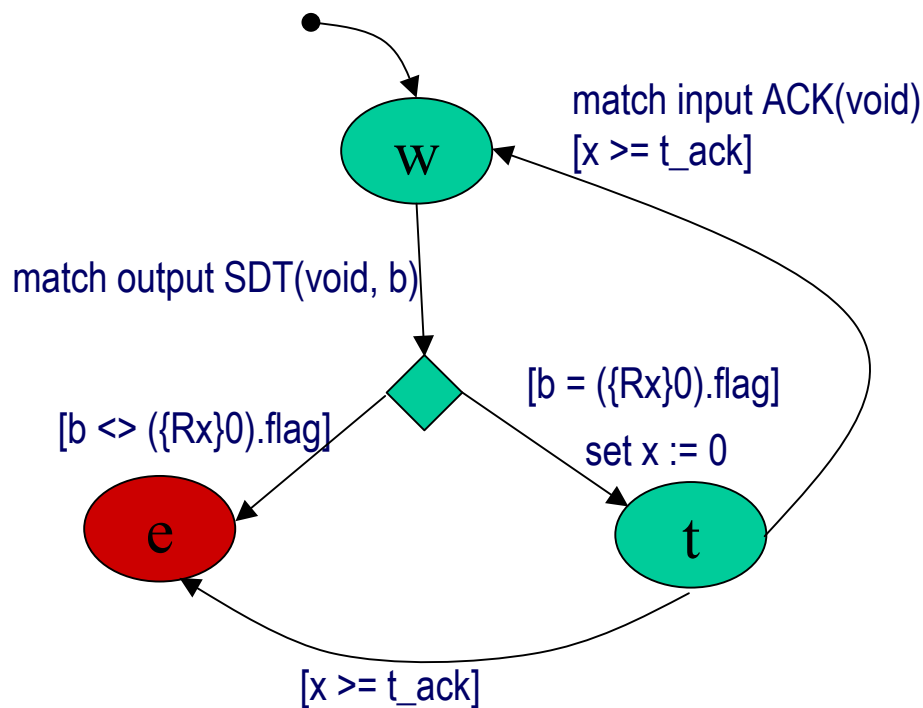 match input ACK(void)
[x >= t_ack]
w
match output SDT(void, b)
[b = ({Rx}0).flag]
[b <> ({Rx}0).flag]
set x := 0
e
t
[x >= t_ack]